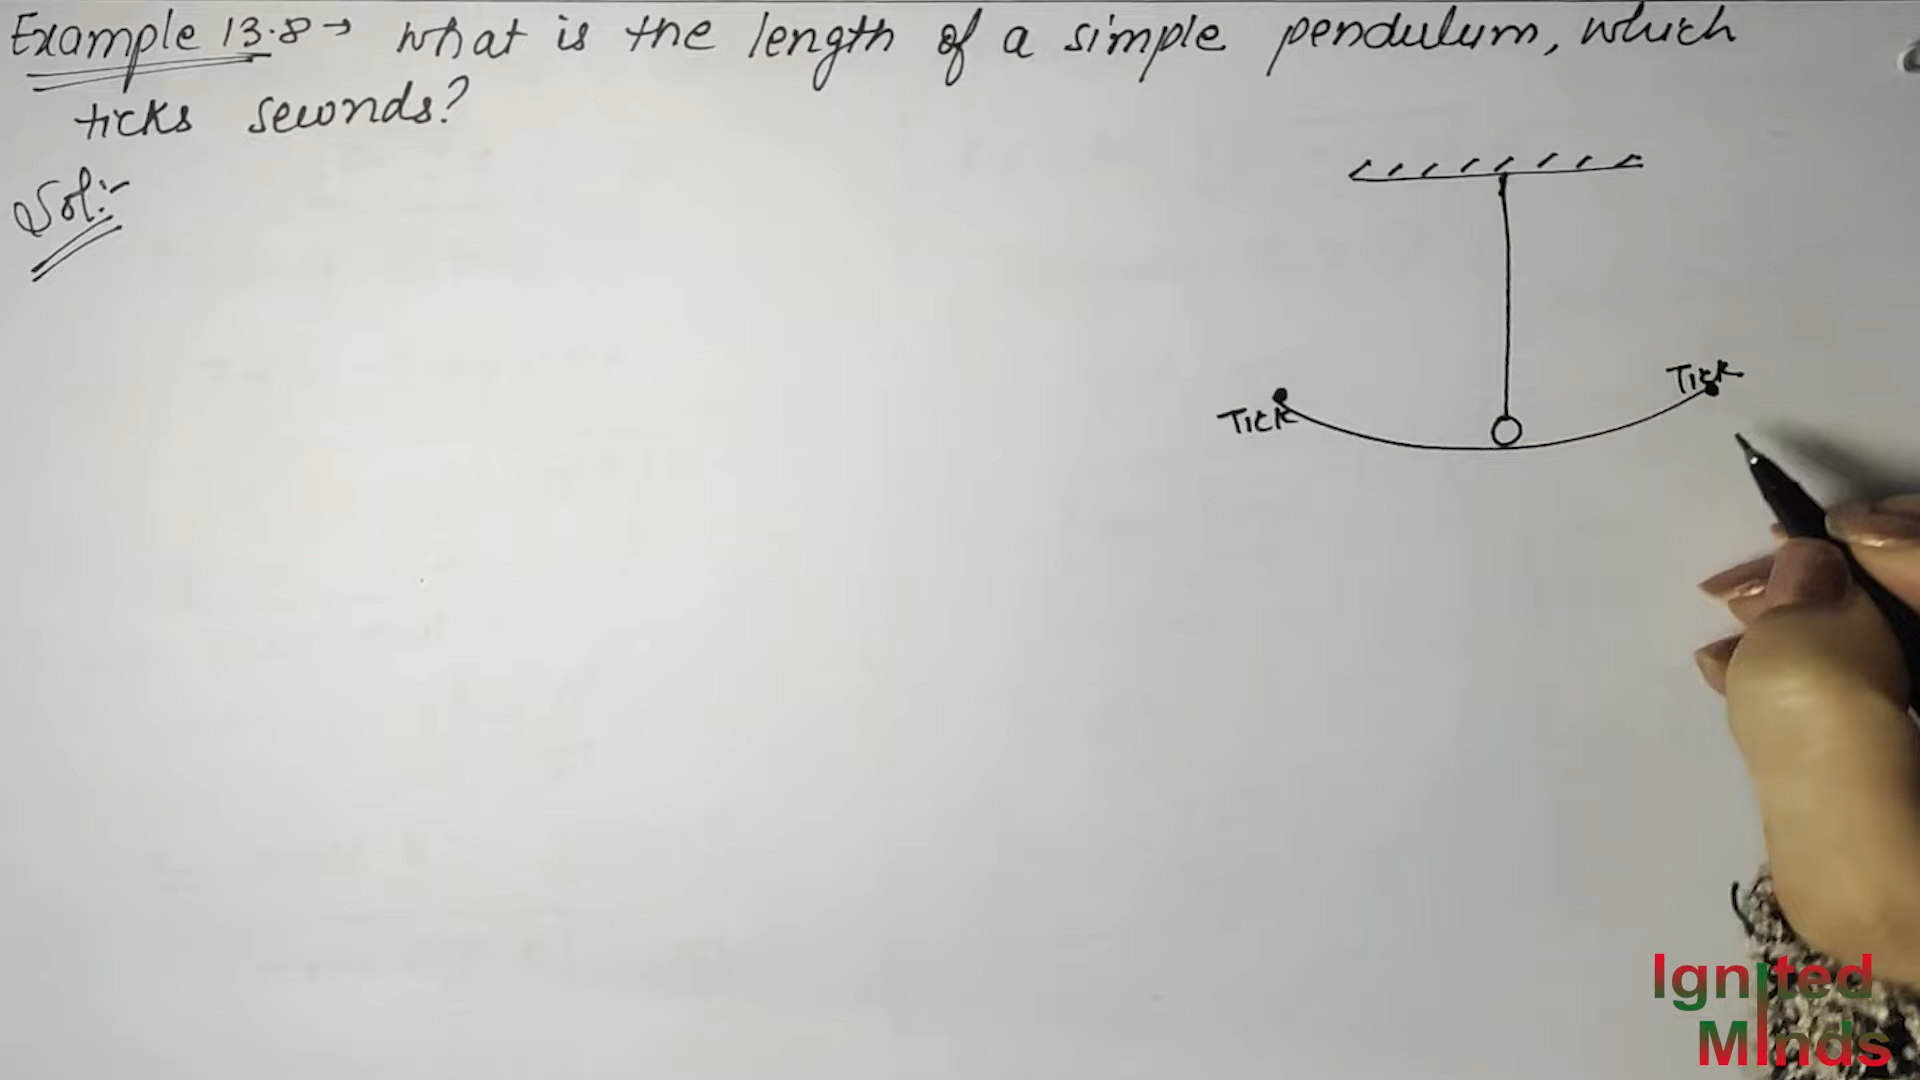 Example 13.8→ What is the length of a simple pendulum, which
ticks seconds?
Sol:-
TICK
TICK
Ignited
Minds